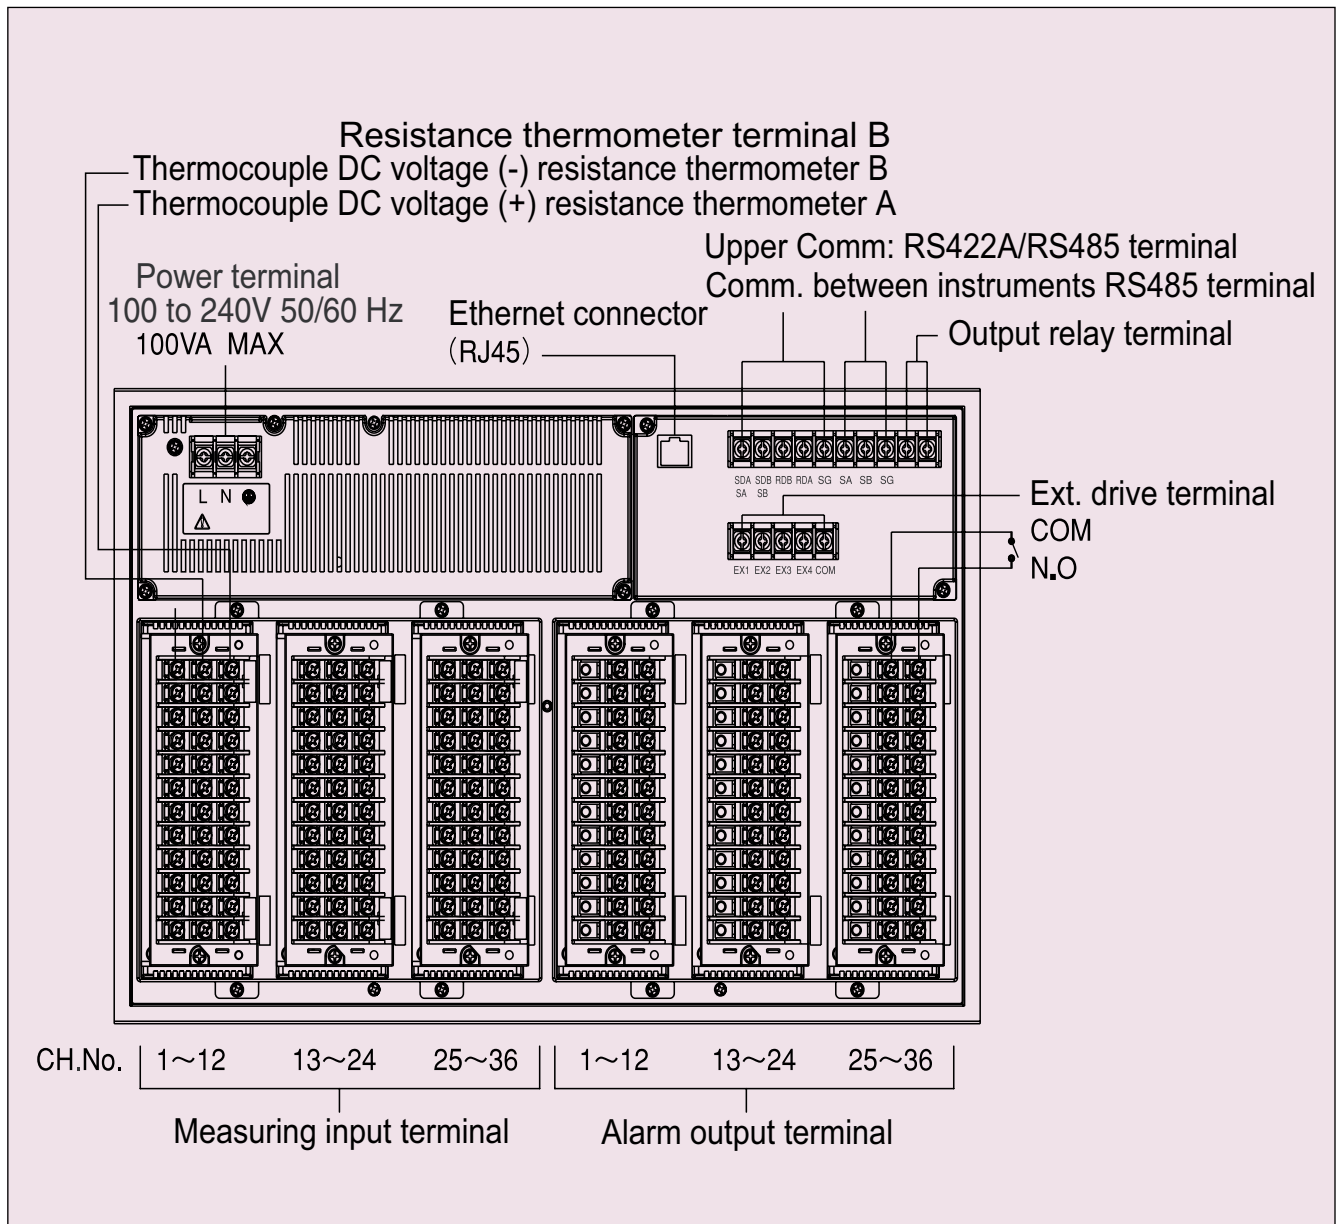 Resistance thermometer terminal B
Thermocouple DC voltage (-) resistance thermometer B
Thermocouple DC voltage (+) resistance thermometer A
Upper Comm: RS422A/RS485 terminal
Comm. between instruments RS485 terminal
Power terminal
100 to 240V 50/60 Hz
100VA MAX
Ethernet connector
(RJ45)
Output relay terminal
SDA SDB RDB RDA SG SA SB SG
SA SB
L N
Ext. drive terminal
COM
N.O
EX1 EX2 EX3 EX4 COM
CH.No. 1～12 13～24 25～36 1～12 13～24 25～36
Measuring input terminal
Alarm output terminal